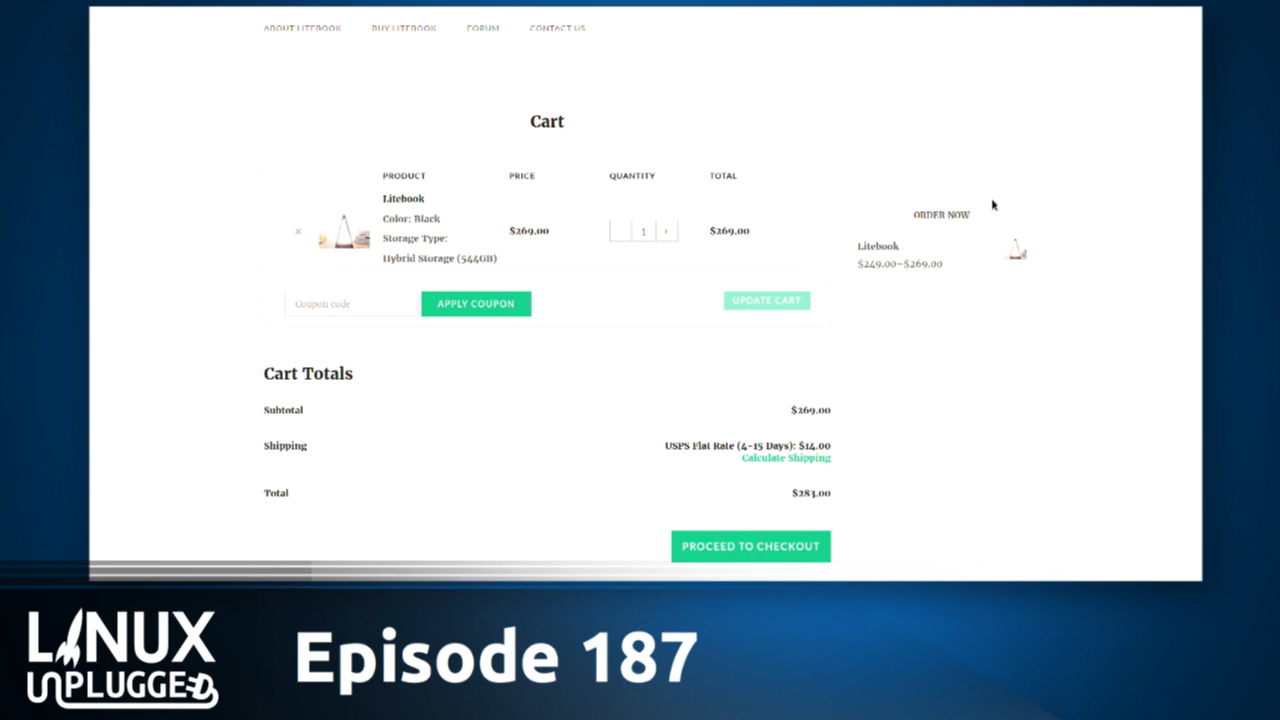 ABOUT LITEBOOK BUY LITEBOOK FORUM CONTACT US
Cart
PRODUCT PRICE QUANTITY TOTAL
Litebook
Color: Black
Storage Type:
Hybrid Storage (544GB)
× $269.00 1 + $269.00
ORDER NOW
Litebook
$249.00–$269.00
Coupon code APPLY COUPON UPDATE CART
Cart Totals
Subtotal $269.00
Shipping USPS Flat Rate (4-15 Days): $14.00
Calculate Shipping
Total $283.00
PROCEED TO CHECKOUT
LINUX
UNPLUGGED
Episode 187